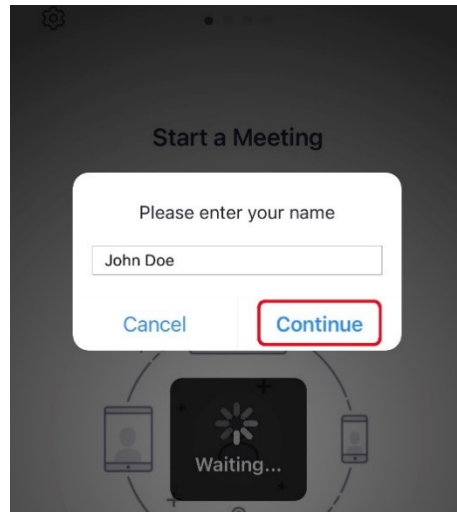 Start a Meeting
Please enter your name
John Doe
Cancel Continue
Waiting...